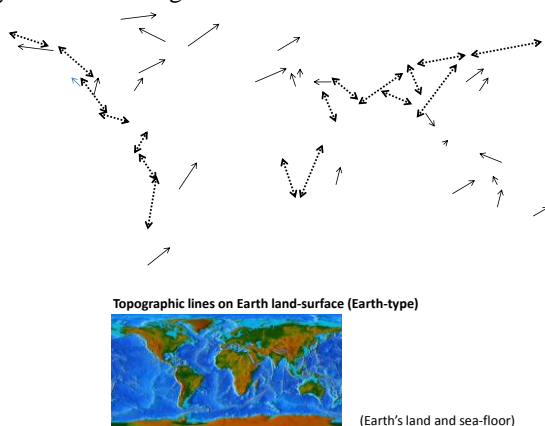 Topographic lines on Earth land-surface (Earth-type)
(Earth's land and sea-floor)